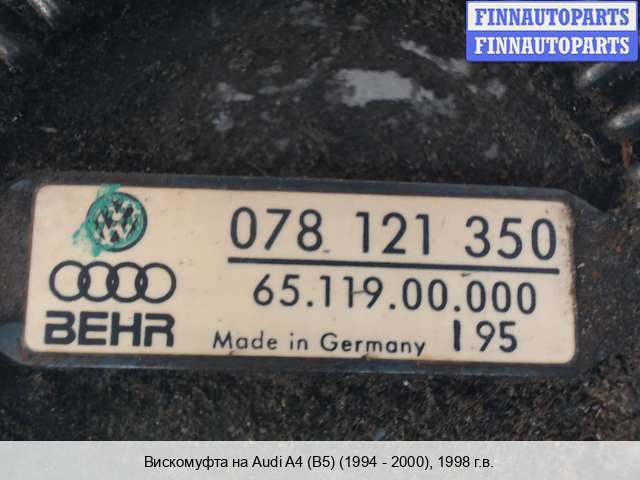 FINNAUTOPARTS
FINNAUTOPARTS
078 121 350
65.119.00.000
BEHR
Made in Germany I 95
Вискомуфта на Audi A4 (B5) (1994 - 2000), 1998 г.в.